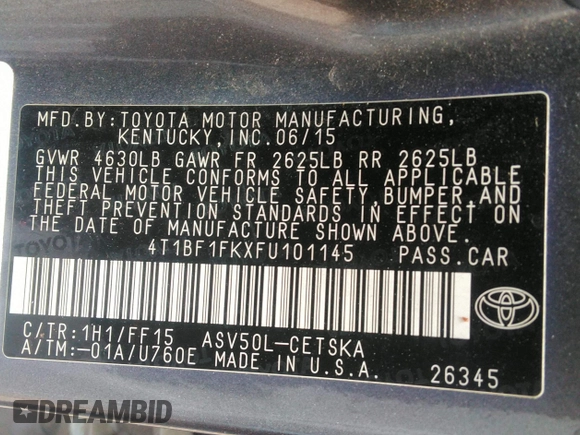 MFD.BY:TOYOTA MOTOR MANUFACTURING,
KENTUCKY,INC.06/15
GVWR 4630LB GAWR FR 2625LB RR 2625LB
THIS VEHICLE CONFORMS TO ALL APPLICABLE
FEDERAL MOTOR VEHICLE SAFETY,BUMPER,AND
THEFT PREVENTION STANDARDS IN EFFECT ON
THE DATE OF MANUFACTURE SHOWN ABOVE.
4T1BF1FKXFU101145 PASS.CAR
C/TR:1H1/FF15 ASV50L-CETSKA
A/TM:-01A/U760E MADE IN U.S.A. 26345
DREAMBID